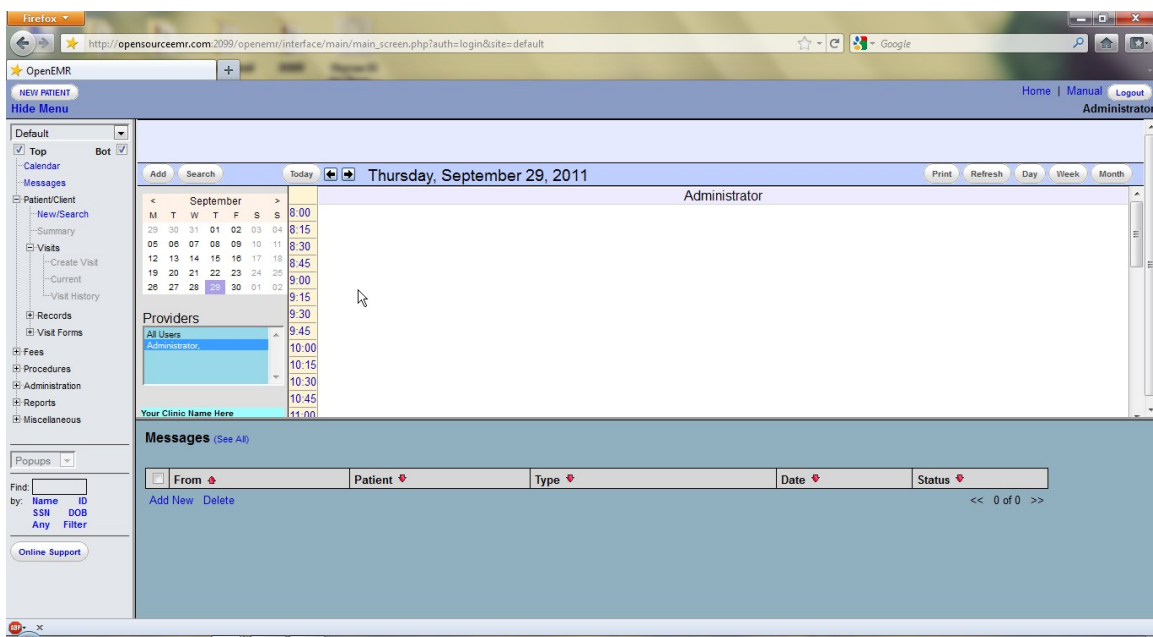 Firefox
http://opensourceemr.com:2099/openemr/interface/main/main_screen.php?auth=login&site=default
Google
OpenEMR
+
NEW PATIENT
Home | Manual Logout
Hide Menu
Administrator
Default
Top Bot
Calendar
Messages
Patient/Client
New/Search
Summary
Visits
Create Visit
Current
Visit History
Records
Visit Forms
Fees
Procedures
Administration
Reports
Miscellaneous
Popups
Find:
by: Name ID
SSN DOB
Any Filter
Online Support
Add Search Today Thursday, September 29, 2011 Print Refresh Day Week Month
< September >
M T W T F S S
29 30 31 01 02 03 04
05 06 07 08 09 10 11
12 13 14 15 16 17 18
19 20 21 22 23 24 25
26 27 28 29 30 01 02
Providers
All Users
Administrator,
Your Clinic Name Here
Administrator
8:00
8:15
8:30
8:45
9:00
9:15
9:30
9:45
10:00
10:15
10:30
10:45
11:00
Messages (See All)
From Patient Type Date Status
Add New Delete << 0 of 0 >>
ABP x